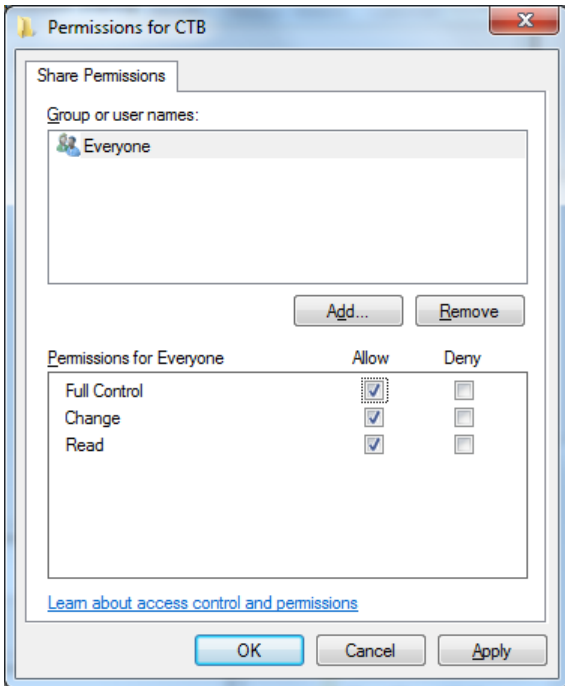 Permissions for CTB
Share Permissions
Group or user names:
Everyone
Add...
Remove
Permissions for Everyone Allow Deny
Full Control
Change
Read
Learn about access control and permissions
OK Cancel Apply